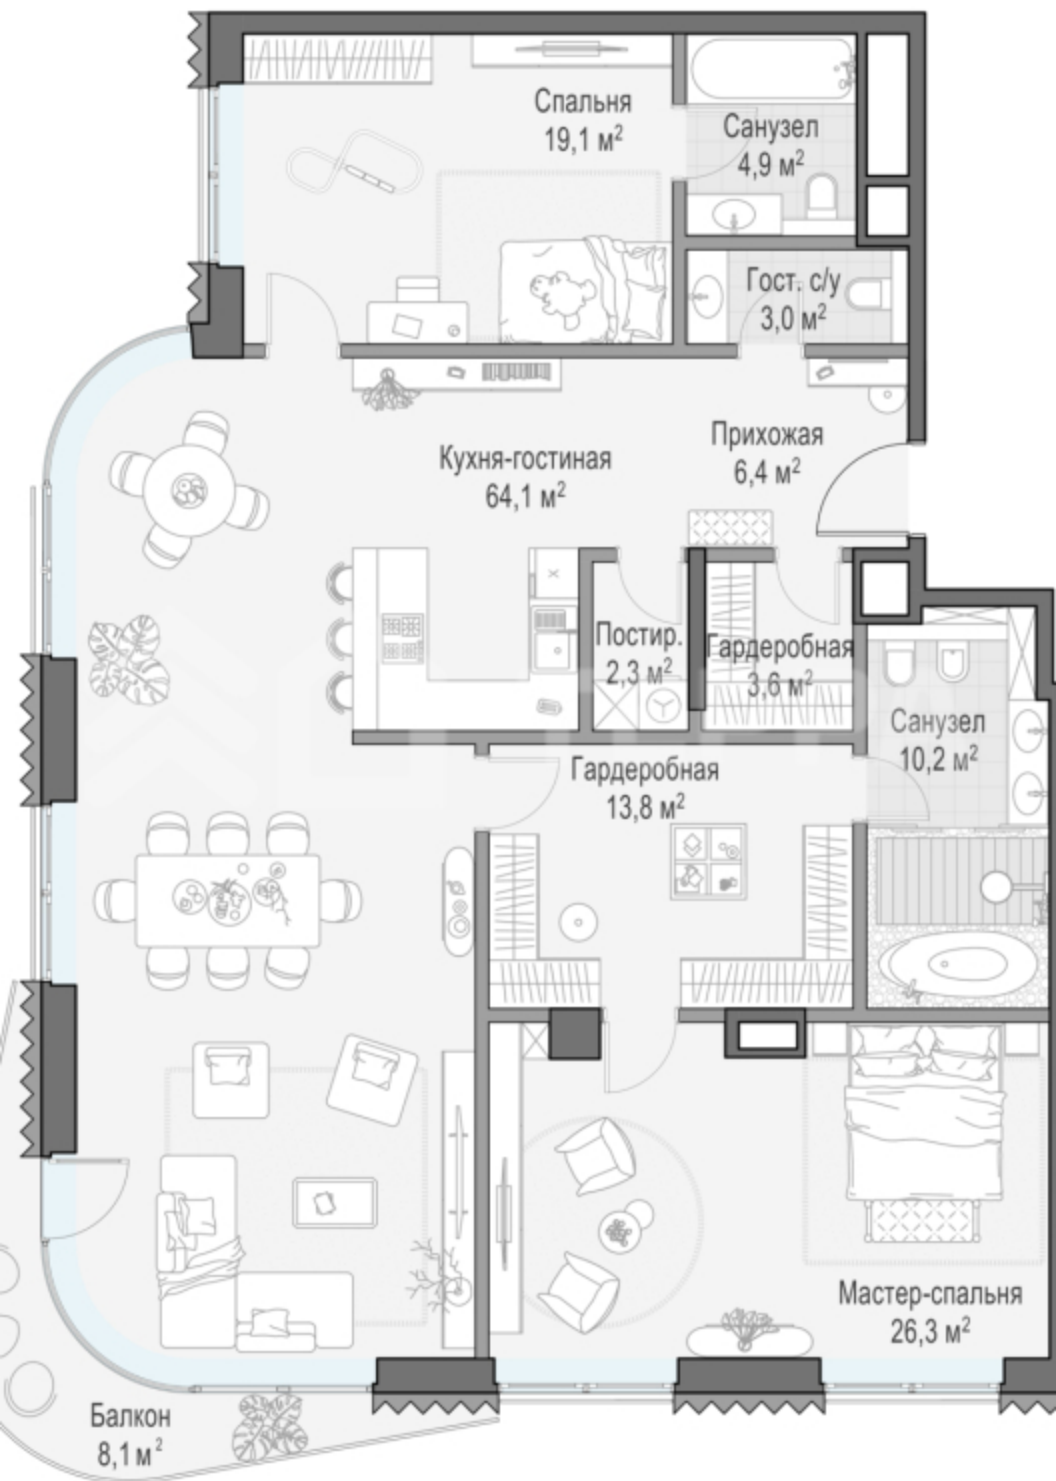 Спальня
19,1 м²
Санузел
4,9 м²
Гост. с/у
3,0 м²
Прихожая
6,4 м²
Кухня-гостиная
64,1 м²
Постир.
2,3 м²
Гардеробная
3,6 м²
Санузел
10,2 м²
Гардеробная
13,8 м²
Мастер-спальня
26,3 м²
Балкон
8,1 м²